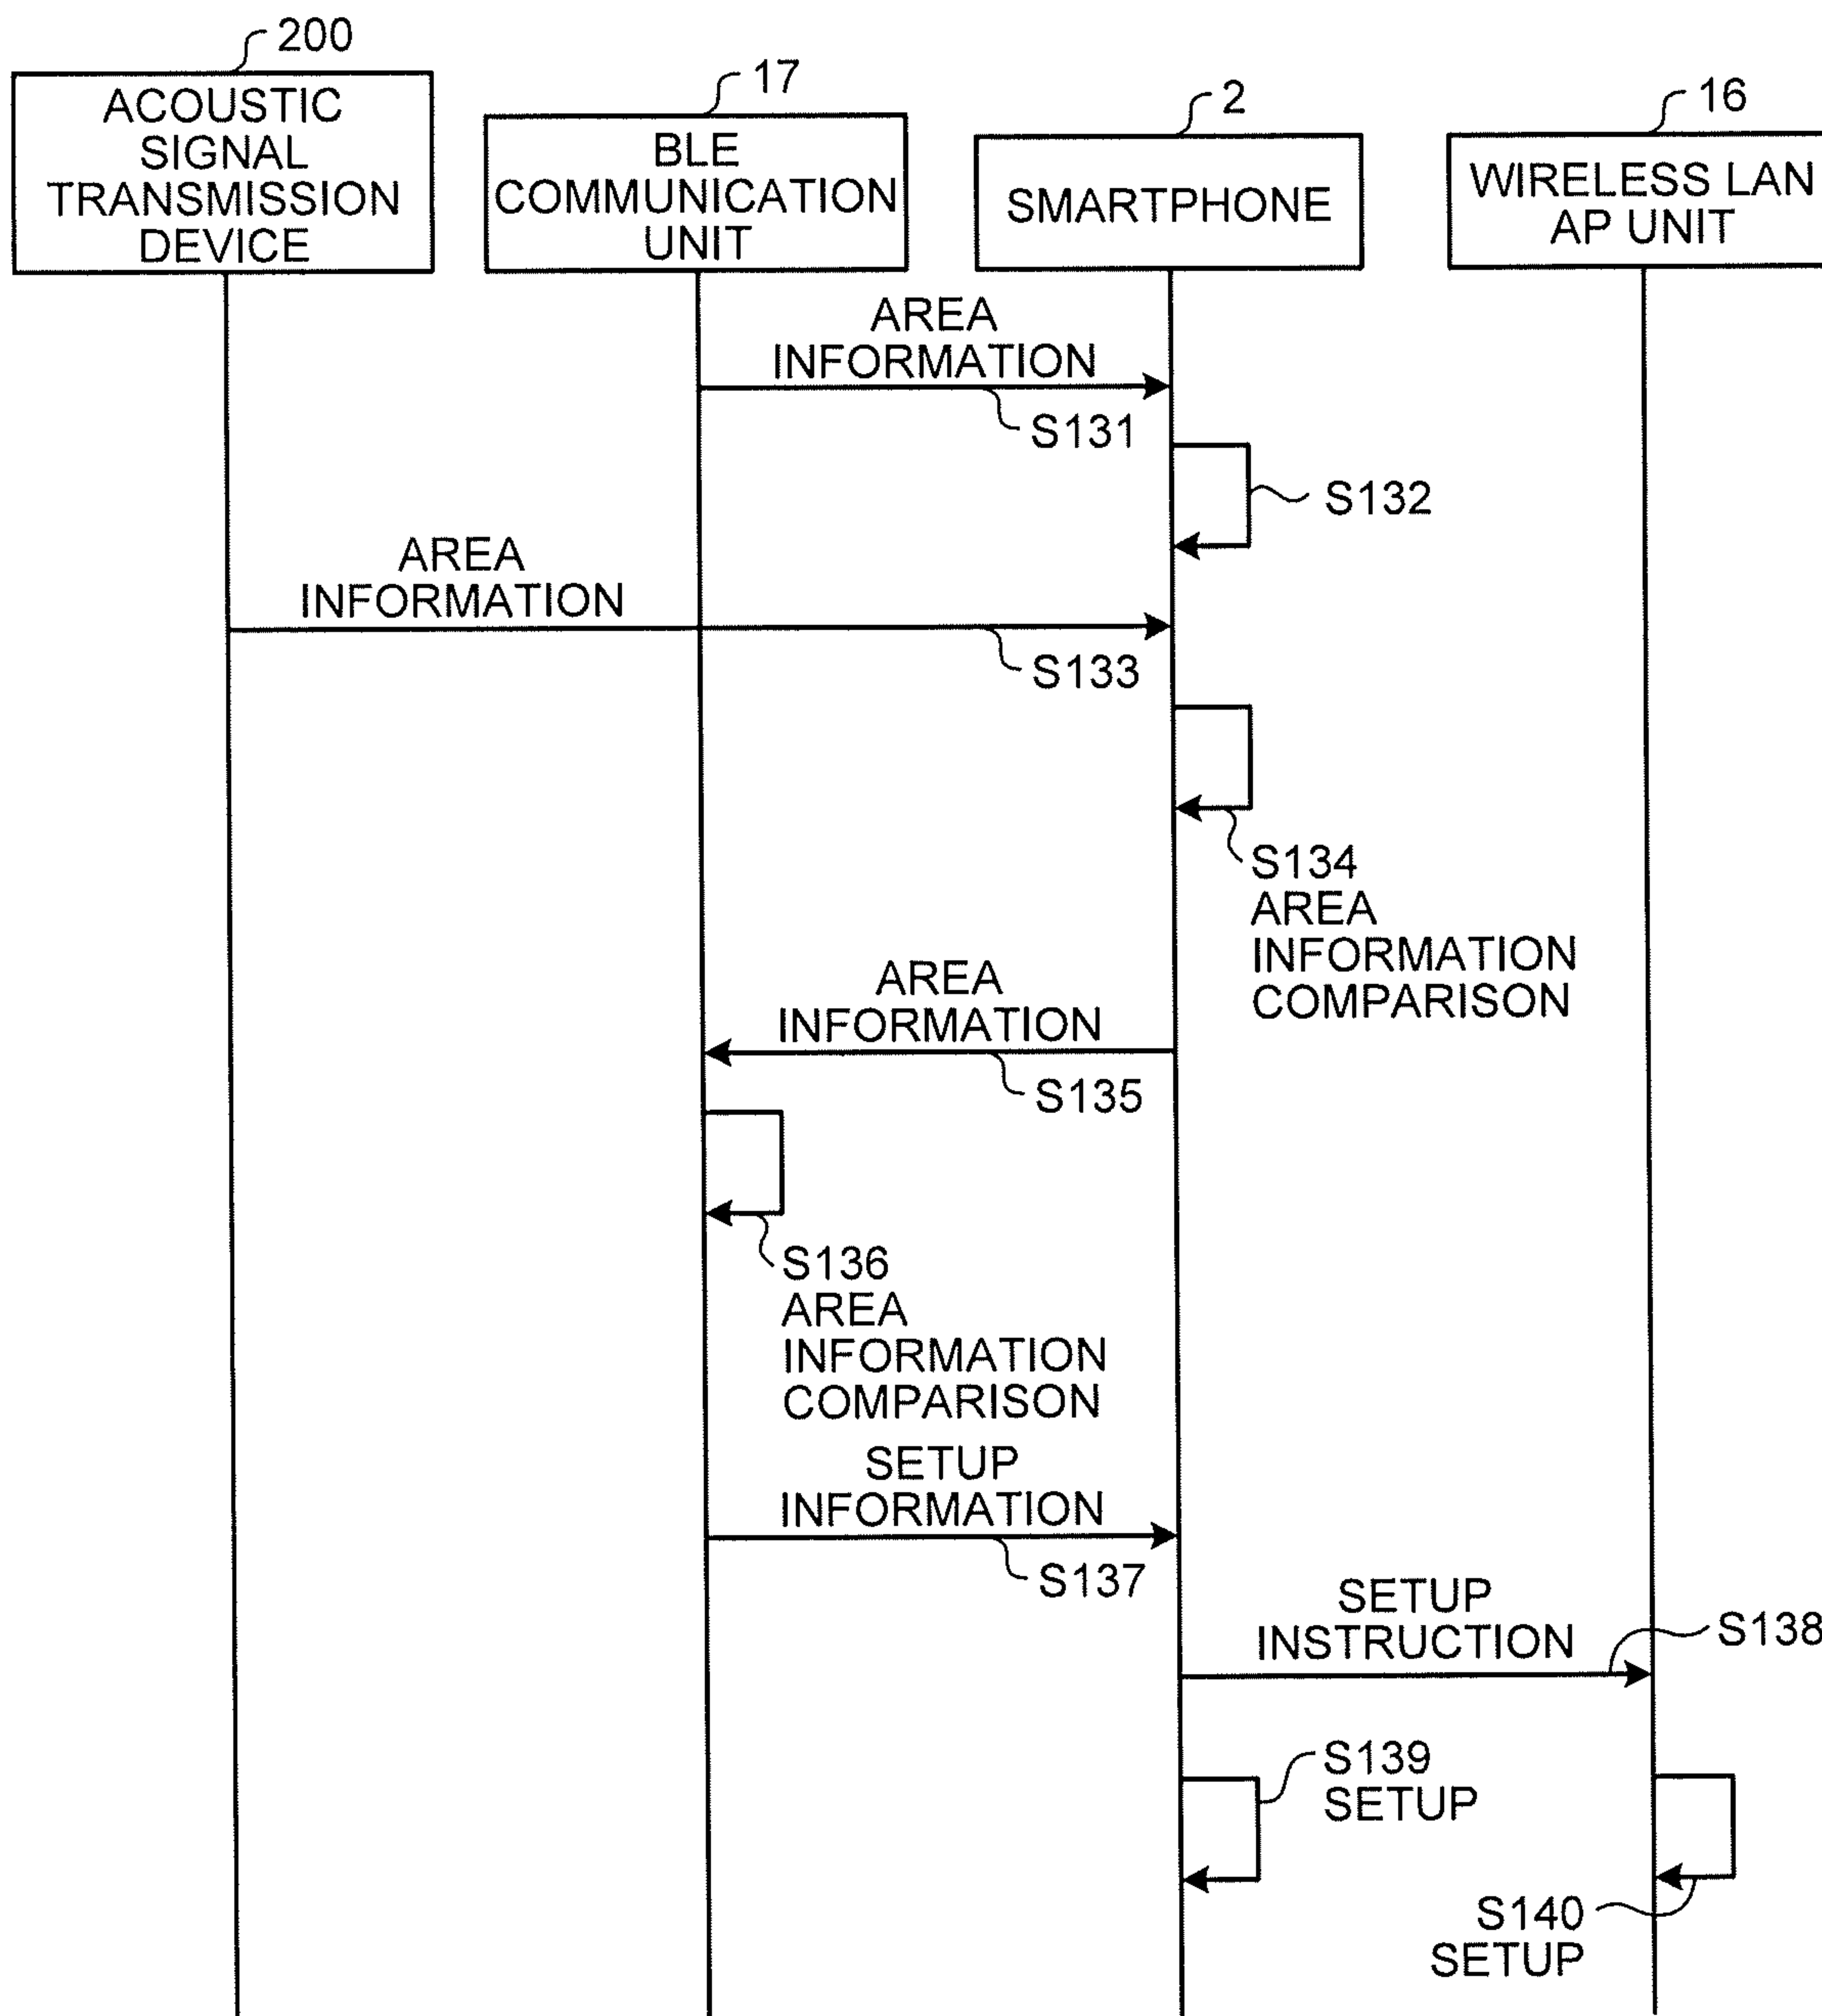 200
ACOUSTIC
SIGNAL
TRANSMISSION
DEVICE
17
BLE
COMMUNICATION
UNIT
2
SMARTPHONE
16
WIRELESS LAN
AP UNIT
AREA
INFORMATION
S131
S132
AREA
INFORMATION
S133
S134
AREA
INFORMATION
COMPARISON
AREA
INFORMATION
S135
S136
AREA
INFORMATION
COMPARISON
SETUP
INFORMATION
S137
SETUP
INSTRUCTION
S138
S139
SETUP
S140
SETUP